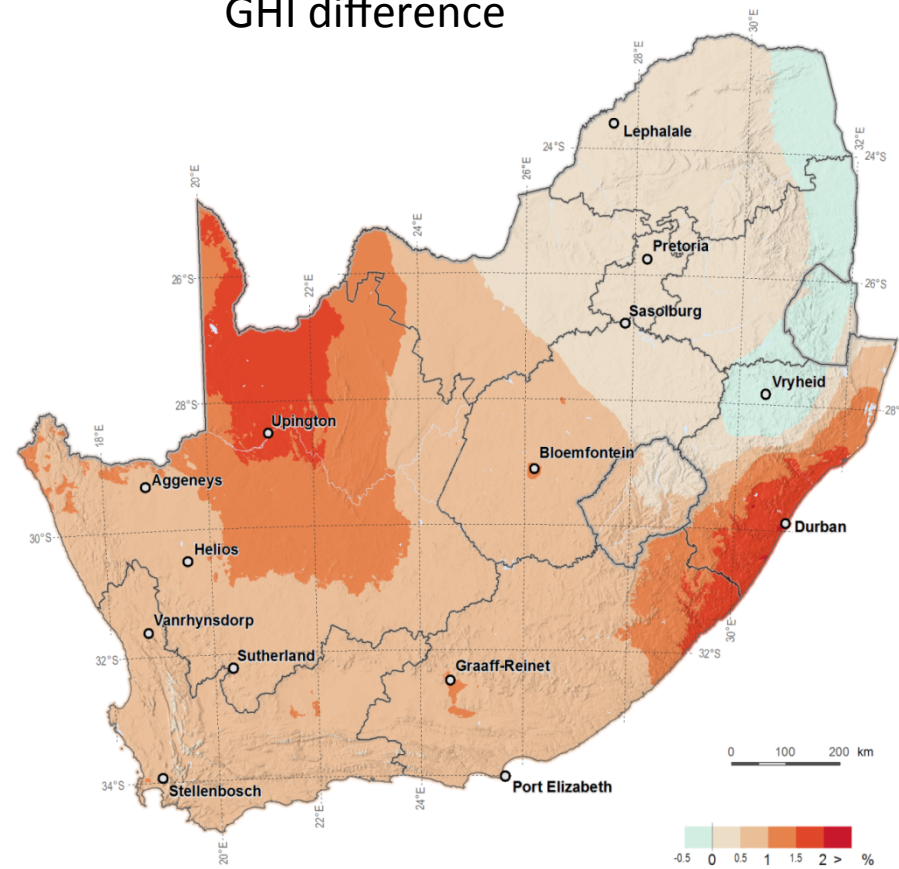 GHI difference
30°E
28°E
Lephalale
24°S
32°E
24°S
26°E
20°E
24°E
Pretoria
26°S
22°E
26°S
Sasolburg
Vryheid
28°S
28°
Upington
18°E
Bloemfontein
Aggeneys
Durban
30°S
Helios
30°E
Vanrhynsdorp
32°S
Sutherland
32°S
Graaff-Reinet
0 100 200 km
34°S
Stellenbosch
Port Elizabeth
22°E
24°E
20°E
-0.5 0 0.5 1 1.5 2 > %